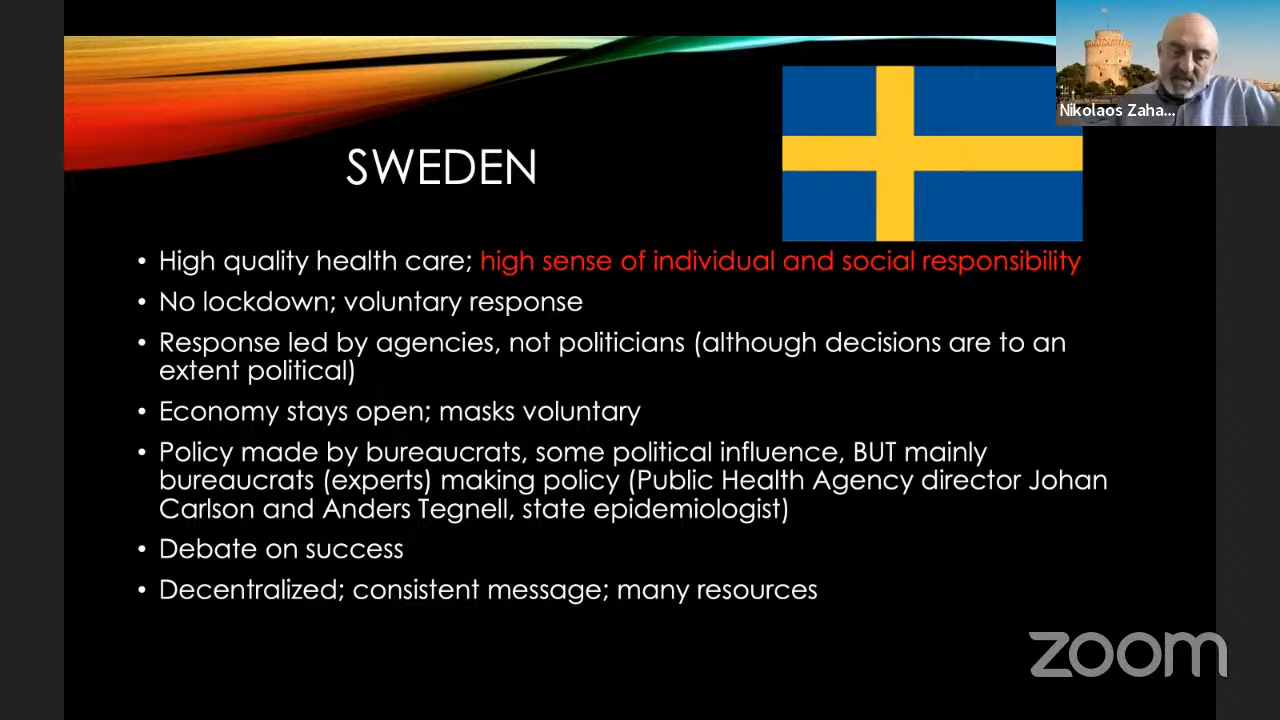 Nikolaos Zaha...
SWEDEN
• High quality health care; high sense of individual and social responsibility
• No lockdown; voluntary response
• Response led by agencies, not politicians (although decisions are to an
extent political)
• Economy stays open; masks voluntary
• Policy made by bureaucrats, some political influence, BUT mainly
bureaucrats (experts) making policy (Public Health Agency director Johan
Carlson and Anders Tegnell, state epidemiologist)
• Debate on success
• Decentralized; consistent message; many resources
zoom